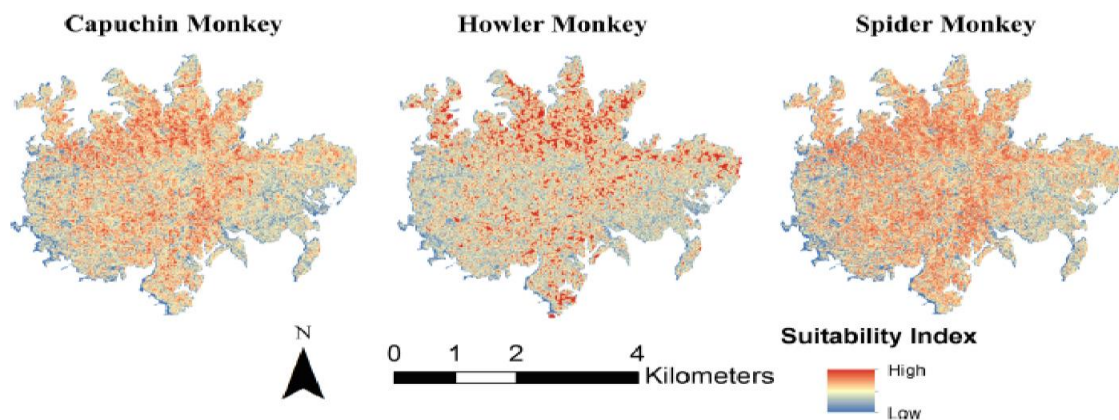 Capuchin Monkey
Howler Monkey
Spider Monkey
N
0 1 2 4
Kilometers
Suitability Index
High
Low